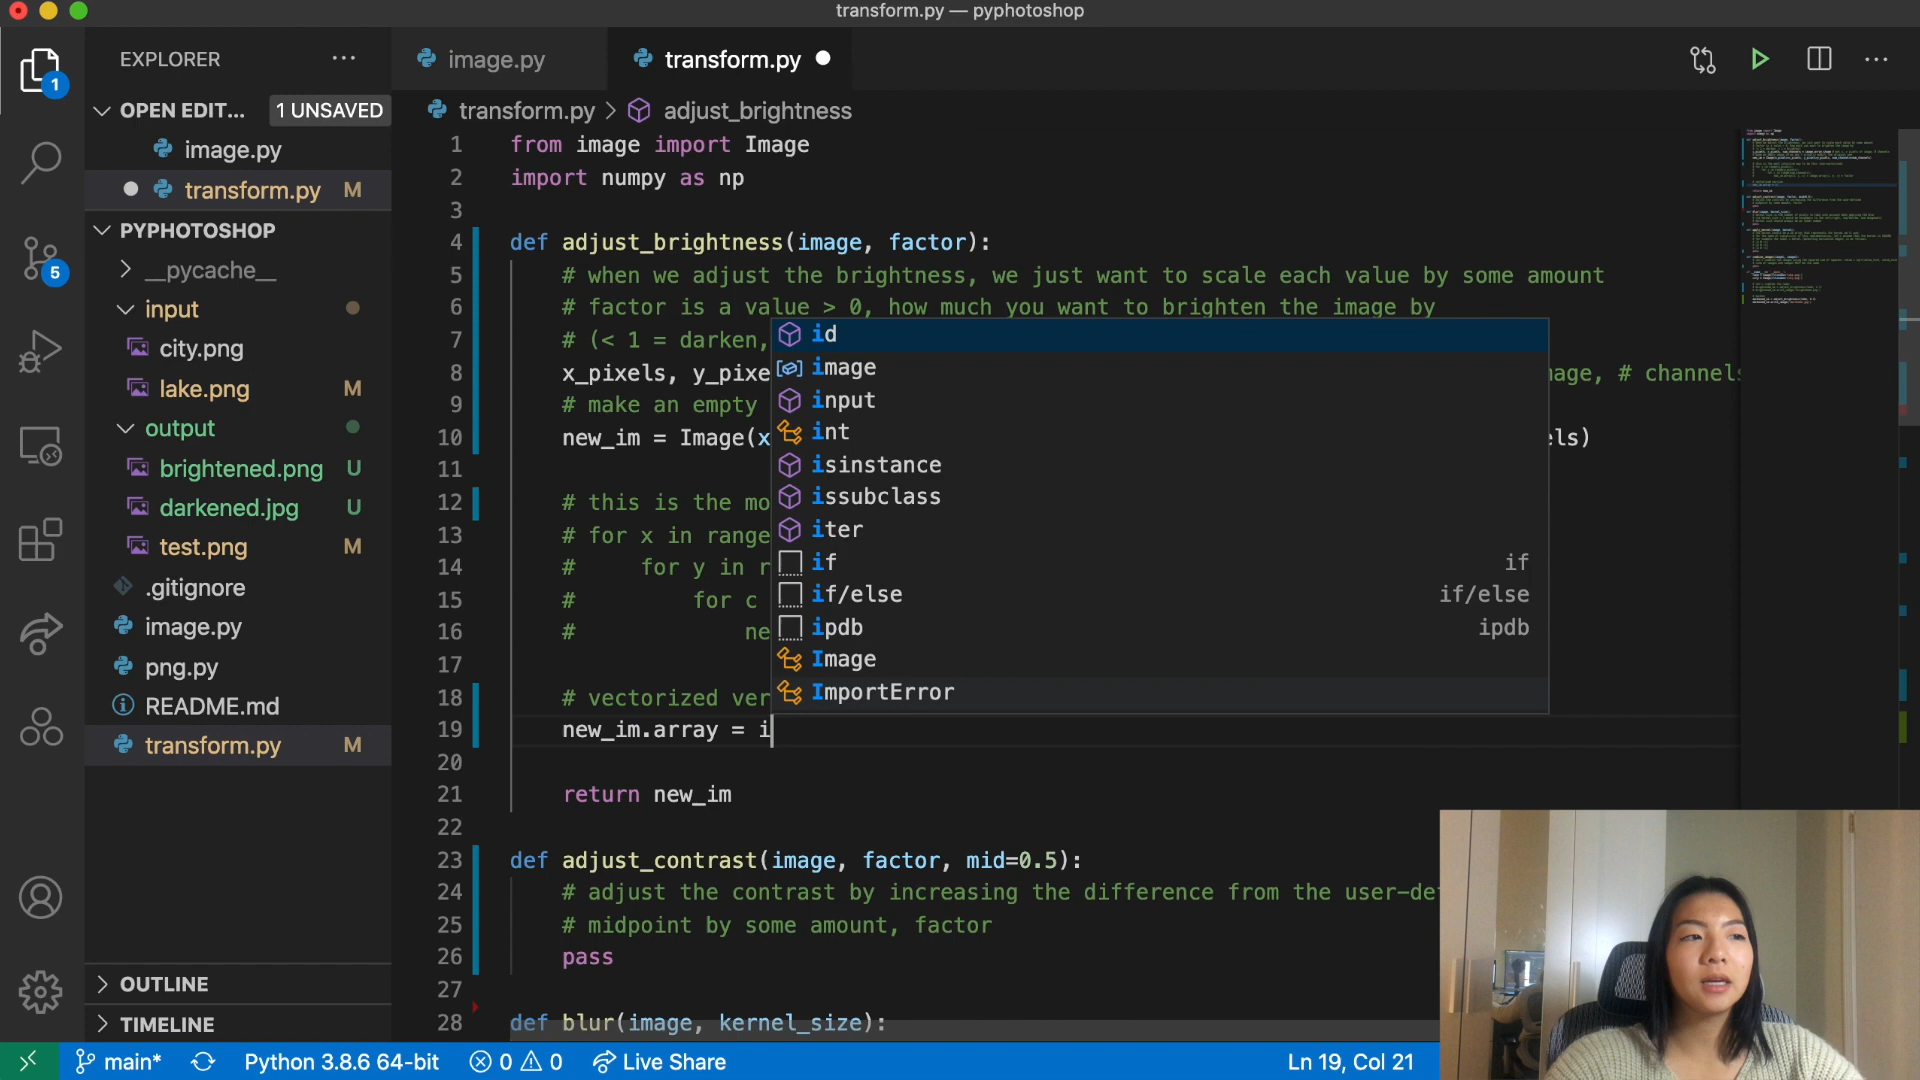 transform.py — pyphotoshop
EXPLORER
image.py
transform.py
1
OPEN EDIT... 1 UNSAVED
image.py
transform.py M
PYPHOTOSHOP
__pycache__
input
city.png
lake.png M
output
brightened.png U
darkened.jpg U
test.png M
.gitignore
image.py
png.py
README.md
transform.py M
OUTLINE
TIMELINE
5
transform.py > adjust_brightness
1 from image import Image
2 import numpy as np
3
4 def adjust_brightness(image, factor):
5 # when we adjust the brightness, we just want to scale each value by some amount
6 # factor is a value > 0, how much you want to brighten the image by
7 # (< 1 = darken,
8 x_pixels, y_pixe mage, # channels
9 # make an empty
10 new_im = Image(x els)
11
12 # this is the mo
13 # for x in range
14 # for y in r
15 # for c
16 # ne
17
18 # vectorized ver
19 new_im.array = i
20
21 return new_im
22
23 def adjust_contrast(image, factor, mid=0.5):
24 # adjust the contrast by increasing the difference from the user-de
25 # midpoint by some amount, factor
26 pass
27
28 def blur(image, kernel_size):
id
image
input
int
isinstance
issubclass
iter
if if
if/else if/else
ipdb ipdb
Image
ImportError
main* Python 3.8.6 64-bit 0 0 Live Share Ln 19, Col 21